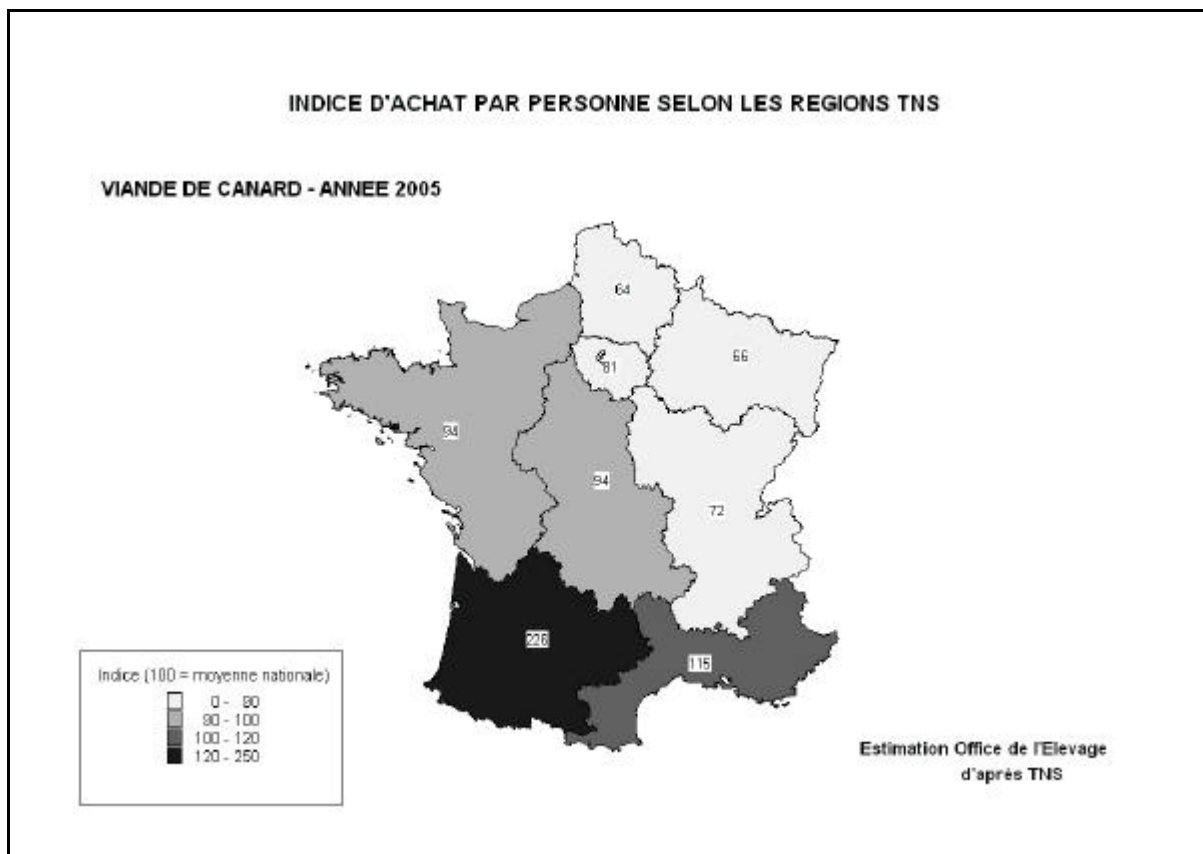 INDICE D'ACHAT PAR PERSONNE SELON LES REGIONS TNS
VIANDE DE CANARD - ANNEE 2005
64
66
81
94
94
72
226
115
Indice (100 = moyenne nationale)
0 - 90
90 - 100
100 - 120
120 - 250
Estimation Office de l'Elevage
d'après TNS